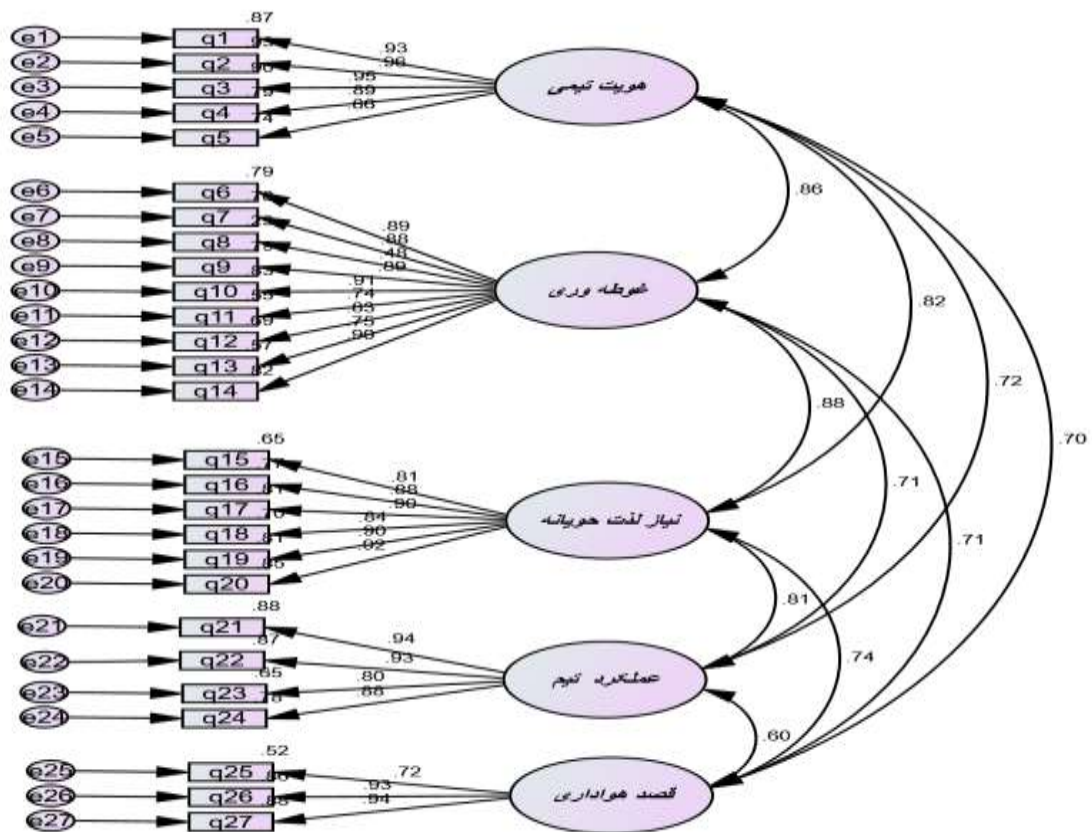 .87
e1 q1 .93
e2 q2 .96
e3 q3 .95
e4 q4 .89
e5 q5 .86
هویت تیمی
.86
.79
e6 q6 .89
e7 q7 .88
e8 q8 .48
e9 q9 .89
e10 q10 .91
e11 q11 .74
e12 q12 .83
e13 q13 .75
e14 q14 .90
غوطه وری
.82
.88
.72
.70
.71
.71
.65
e15 q15 .81
e16 q16 .88
e17 q17 .90
e18 q18 .84
e19 q19 .90
e20 q20 .92
نیاز لذت جویانه
.81
.74
.88
e21 q21 .94
.87
e22 q22 .93
.65
e23 q23 .80
e24 q24 .88
عملکرد تیم
.60
.52
e25 q25 .72
e26 q26 .93
e27 q27 .94
قصد هواداری